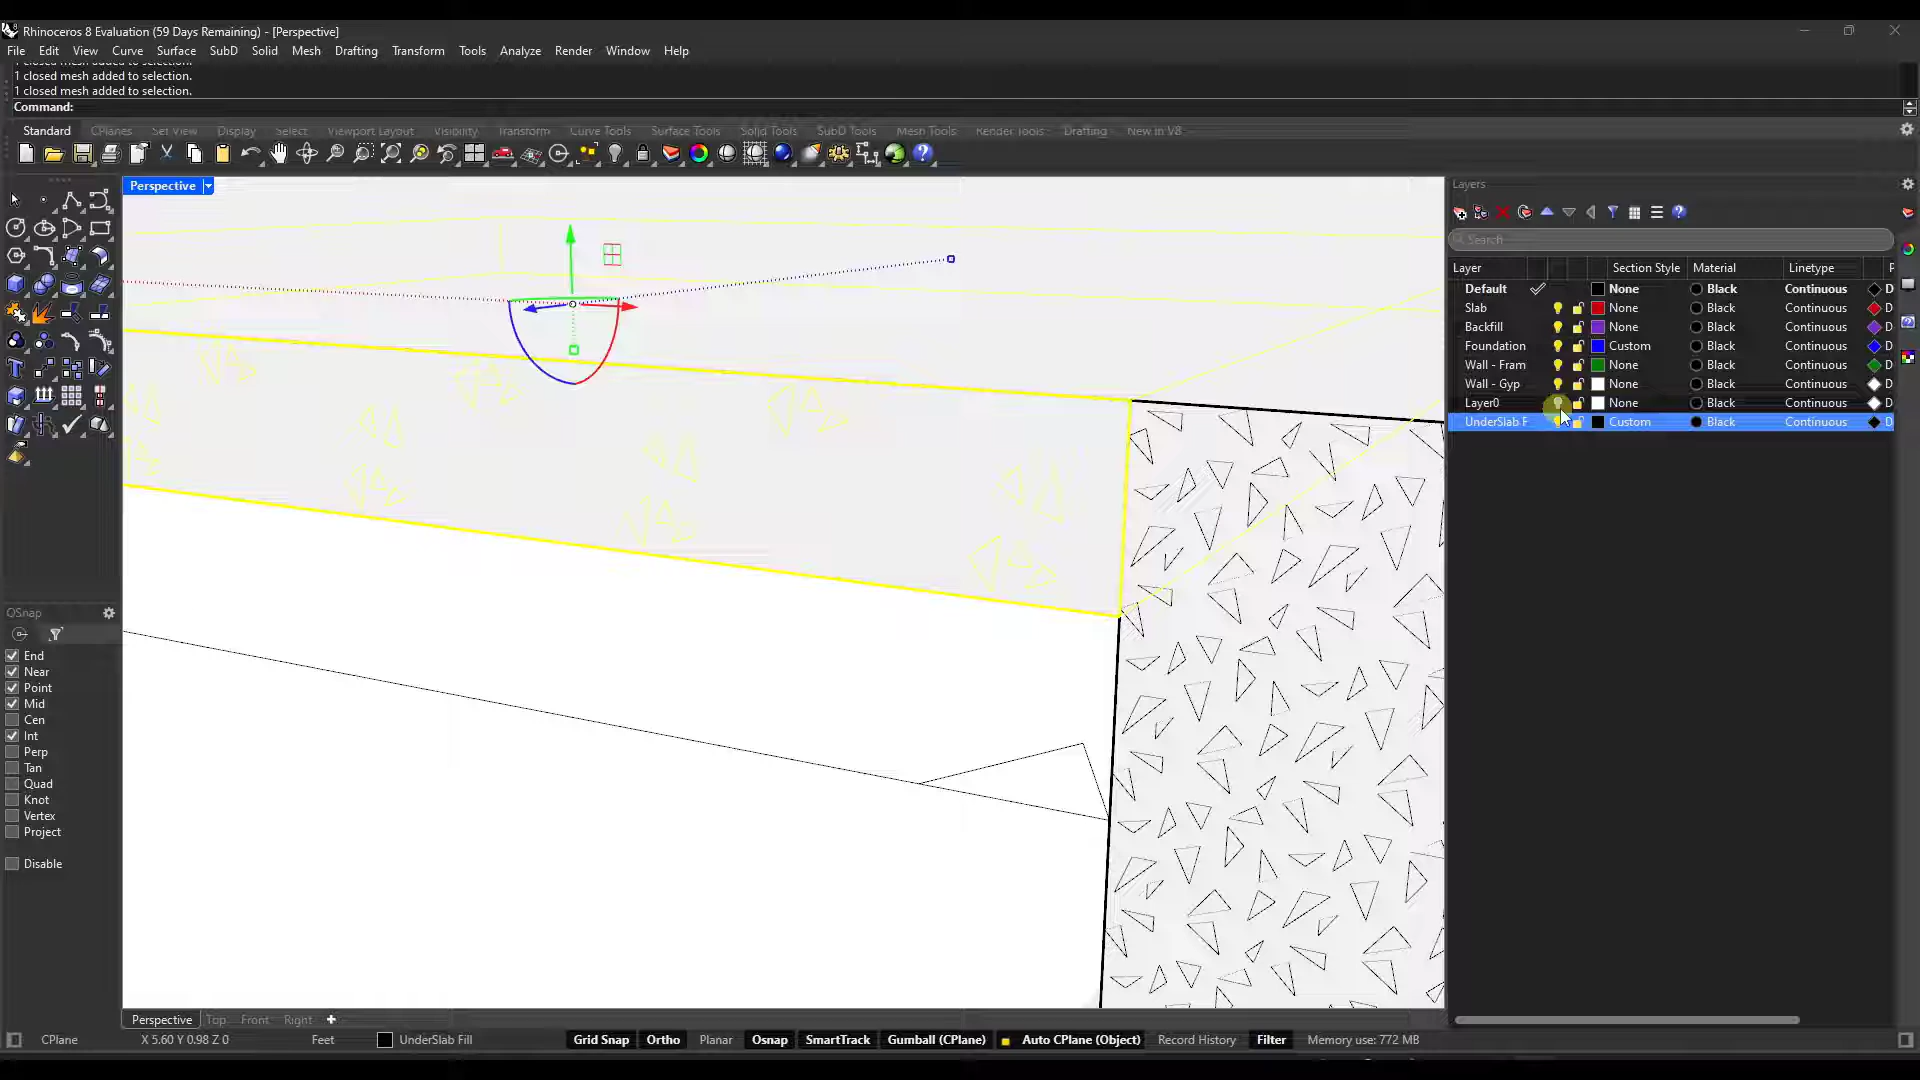 Rhinoceros 8 Evaluation (59 Days Remaining) - [Perspective]
File Edit View Curve Surface SubD Solid Mesh Drafting Transform Tools Analyze Render Window Help
1 closed mesh added to selection.
1 closed mesh added to selection.
1 closed mesh added to selection.
Command:
Standard CPlanes Set View Display Select Viewport Layout Visibility Transform Curve Tools Surface Tools Solid Tools SubD Tools Mesh Tools Render Tools Drafting New in V8
Perspective
Layers
Search
Layer Section Style Material Linetype P
Default None Black Continuous D
Slab None Black Continuous D
Backfill None Black Continuous D
Foundation Custom Black Continuous D
Wall - Fram None Black Continuous D
Wall - Gyp None Black Continuous D
Layer0 None Black Continuous D
UnderSlab F Custom Black Continuous D
OSnap
End
Near
Point
Mid
Cen
Int
Perp
Tan
Quad
Knot
Vertex
Project
Disable
Perspective Top Front Right
CPlane X 5.60 Y 0.98 Z 0 Feet UnderSlab Fill Grid Snap Ortho Planar Osnap SmartTrack Gumball (CPlane) Auto CPlane (Object) Record History Filter Memory use: 772 MB